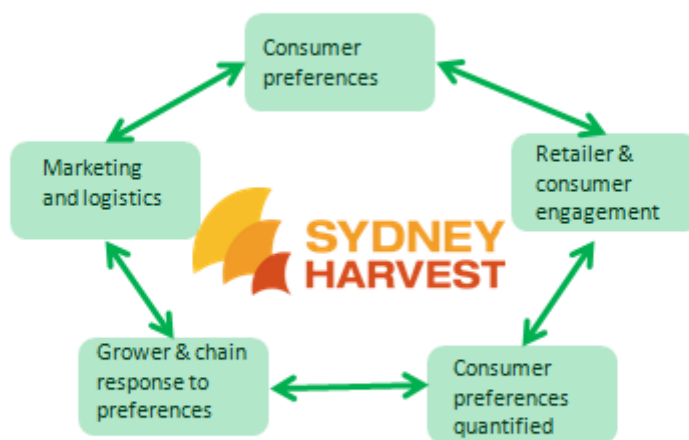 Consumer
preferences
Marketing
and logistics
Retailer &
consumer
engagement
SYDNEY
HARVEST
Grower & chain
response to
preferences
Consumer
preferences
quantified